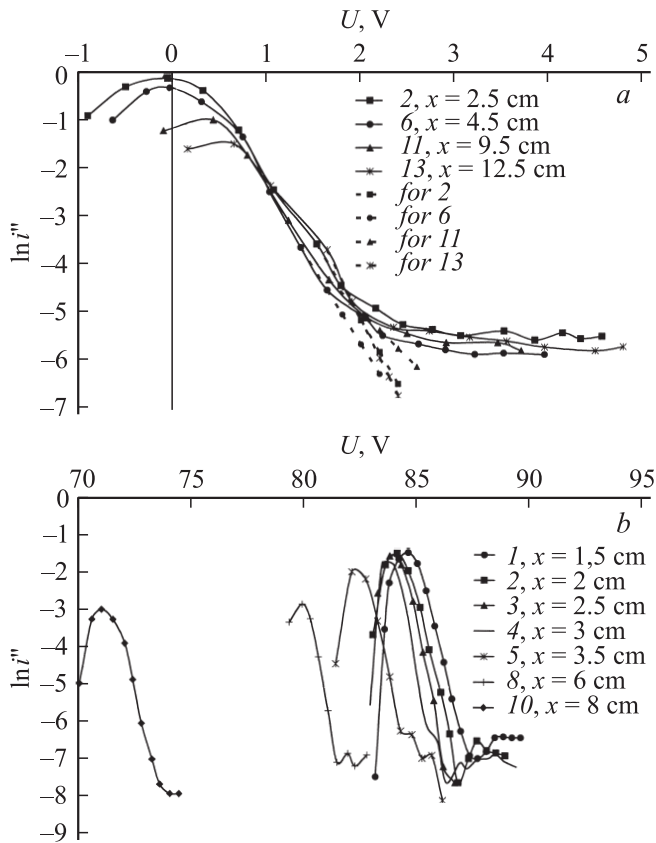 U, V
–1 0 1 2 3 4 5
0
a
2, x = 2.5 cm
–1
6, x = 4.5 cm
11, x = 9.5 cm
–2
13, x = 12.5 cm
for 2
–3
for 6
for 11
–4
for 13
ln i"
–5
–6
–7
U, V
70 75 80 85 90 95
0
b
–1
1, x = 1,5 cm
2, x = 2 cm
–2
3, x = 2.5 cm
–3
4, x = 3 cm
5, x = 3.5 cm
–4
8, x = 6 cm
10, x = 8 cm
ln i"
–5
–6
–7
–8
–9